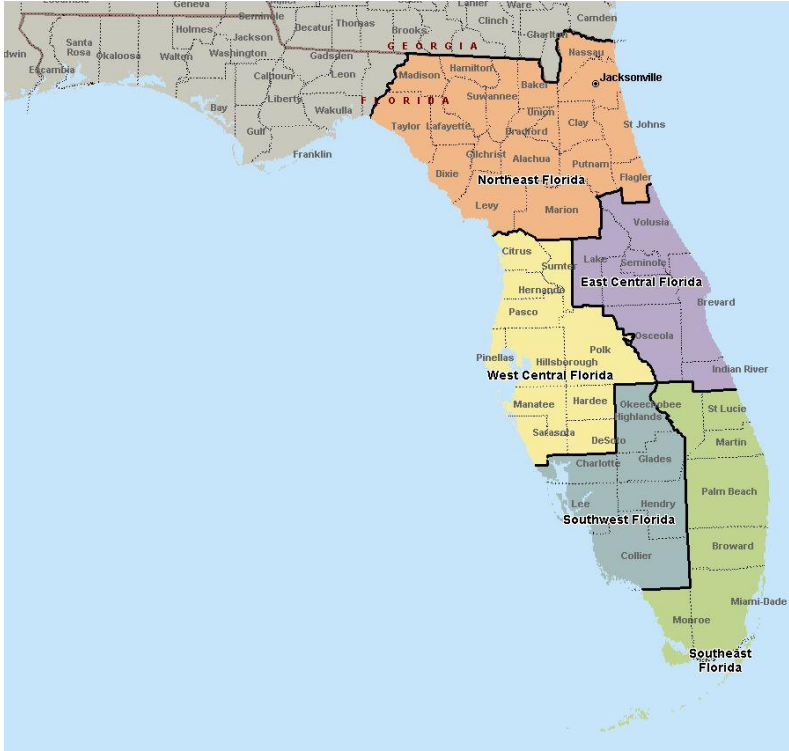 Geneva
Seminole
Lanier
Ware
Camden
Decatur
Thomas
Brooks
Clinch
Charlton
Holmes
Jackson
GEORGIA
Nassau
dwin
Santa
Rosa
Okaloosa
Walton
Washington
Gadsden
Escambia
Calhoun
Leon
Madison
Hamilton
Baker
Jacksonville
Bay
Liberty
Wakulla
FLORIDA
Suwannee
Union
Gulf
Taylor
Lafayette
Bradford
Clay
St Johns
Franklin
Gilchrist
Alachua
Putnam
Dixie
Northeast Florida
Flagler
Levy
Marion
Volusia
Citrus
Sumter
Lake
Seminole
Hernando
East Central Florida
Brevard
Pasco
Osceola
Pinellas
Hillsborough
Polk
West Central Florida
Indian River
Manatee
Hardee
Okeechobee
Highlands
St Lucie
Sarasota
DeSoto
Martin
Charlotte
Glades
Lee
Hendry
Palm Beach
Southwest Florida
Collier
Broward
Monroe
Miami-Dade
Southeast
Florida